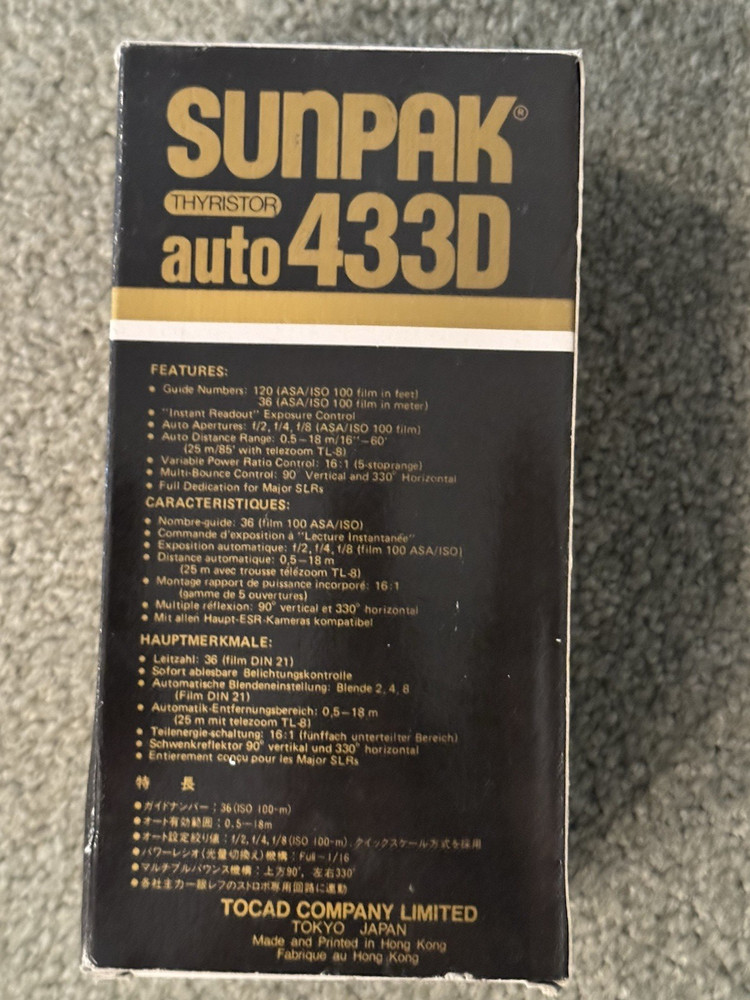 SUNPAK®
THYRISTOR
auto 433D
FEATURES:
● Guide Numbers: 120 (ASA/ISO 100 film in feet)
36 (ASA/ISO 100 film in meter)
● "Instant Readout" Exposure Control
● Auto Apertures: f/2, f/4, f/8 (ASA/ISO 100 film)
● Auto Distance Range: 0.5–18 m/16"–60'
(25 m/85' with telezoom TL-8)
● Variable Power Ratio Control: 16:1 (5-stoprange)
● Multi-Bounce Control: 90° Vertical and 330° Horizontal
● Full Dedication for Major SLRs
CARACTERISTIQUES:
● Nombre-guide: 36 (film 100 ASA/ISO)
● Commande d'exposition à "Lecture Instantanée"
● Exposition automatique: f/2, f/4, f/8 (film 100 ASA/ISO)
● Distance automatique: 0,5–18 m
(25 m avec trousse télézoom TL-8)
● Montage rapport de puissance incorporé: 16:1
(gamme de 5 ouvertures)
● Multiple réflexion: 90° vertical et 330° horizontal
● Mit allen Haupt-ESR-Kameras kompatibel
HAUPTMERKMALE:
● Leitzahl: 36 (film DIN 21)
● Sofort ablesbare Belichtungskontrolle
● Automatische Blendeneinstellung: Blende 2, 4, 8
(Film DIN 21)
● Automatik-Entfernungsbereich: 0,5–18 m
(25 m mit telezoom TL-8)
● Teilenergie-schaltung: 16:1 (fünffach unterteilter Bereich)
● Schwenkreflektor 90° vertikal und 330° horizontal
● Entierement conçu pour les Major SLRs
特 長
●ガイドナンバー；36(ISO 100-m)
●オート有効範囲；0.5–18m
●オート設定絞り値；f/2, f/4, f/8 (ISO 100-m)．クイックスケール方式を採用
●パワーレシオ(光量切換え)機構；Full–1/16
●マルチプルバウンス機構；上方90°，左右330°
●各社主力一眼レフのストロボ専用回路に連動
TOCAD COMPANY LIMITED
TOKYO JAPAN
Made and Printed in Hong Kong
Fabrique au Hong Kong